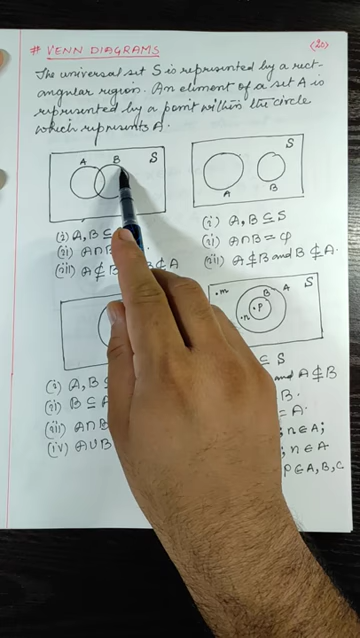 # VENN DIAGRAMS
(20)
The universal set S is represented by a rect-
angular region. An element of a set A is
represented by a point within the circle
which represents A.
A B S
S
A B
(i) A, B ⊆
(ii) A∩B
(iii) A ⊈ B B ⊈ A
(i) A, B ⊆ S
(ii) A∩B = φ
(iii) A ⊈ B and B ⊈ A.
.m B A S
.n .p
(i) A, B ⊆
(ii) B ⊆ A
(iii) A∩B
(iv) A∪B
⊆ S
and A ⊈ B
B.
= A.
; n ∈ A;
; n ∈ A
p ∈ A, B, C